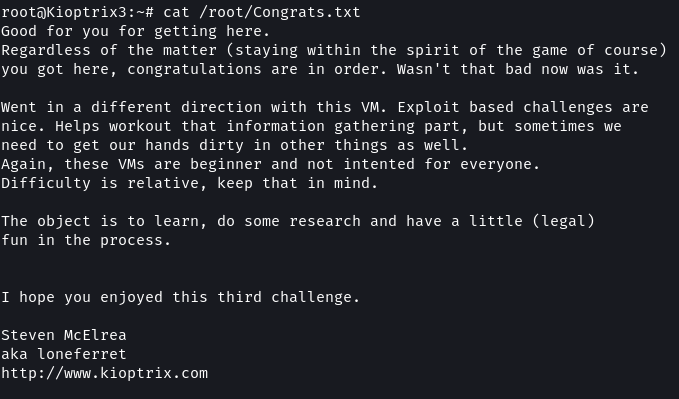 root@Kioptrix3:~# cat /root/Congrats.txt
Good for you for getting here.
Regardless of the matter (staying within the spirit of the game of course)
you got here, congratulations are in order. Wasn't that bad now was it.

Went in a different direction with this VM. Exploit based challenges are
nice. Helps workout that information gathering part, but sometimes we
need to get our hands dirty in other things as well.
Again, these VMs are beginner and not intented for everyone.
Difficulty is relative, keep that in mind.

The object is to learn, do some research and have a little (legal)
fun in the process.


I hope you enjoyed this third challenge.

Steven McElrea
aka loneferret
http://www.kioptrix.com